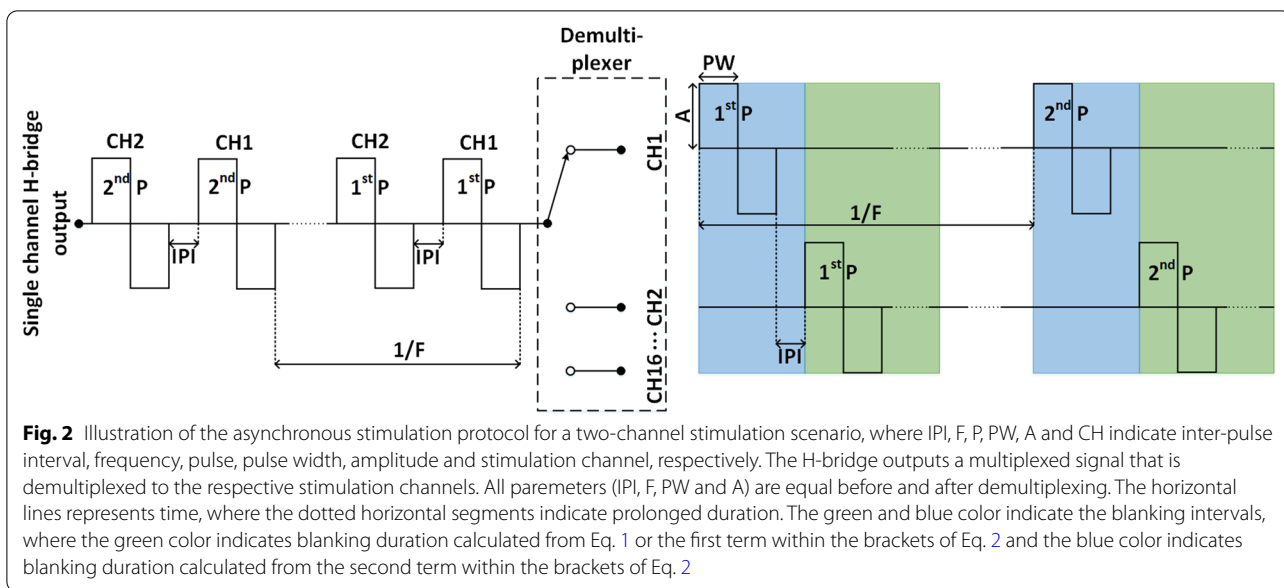 Demulti-
plexer
Single channel H-bridge
output
CH2
CH1
CH2
CH1
2nd P
2nd P
1st P
1st P
IPI
IPI
1/F
CH1
CH16 ··· CH2
PW
A
1st P
2nd P
1/F
1st P
2nd P
IPI
Fig. 2 Illustration of the asynchronous stimulation protocol for a two-channel stimulation scenario, where IPI, F, P, PW, A and CH indicate inter-pulse
interval, frequency, pulse, pulse width, amplitude and stimulation channel, respectively. The H-bridge outputs a multiplexed signal that is
demultiplexed to the respective stimulation channels. All paremeters (IPI, F, PW and A) are equal before and after demultiplexing. The horizontal
lines represents time, where the dotted horizontal segments indicate prolonged duration. The green and blue color indicate the blanking intervals,
where the green color indicates blanking duration calculated from Eq. 1 or the first term within the brackets of Eq. 2 and the blue color indicates
blanking duration calculated from the second term within the brackets of Eq. 2